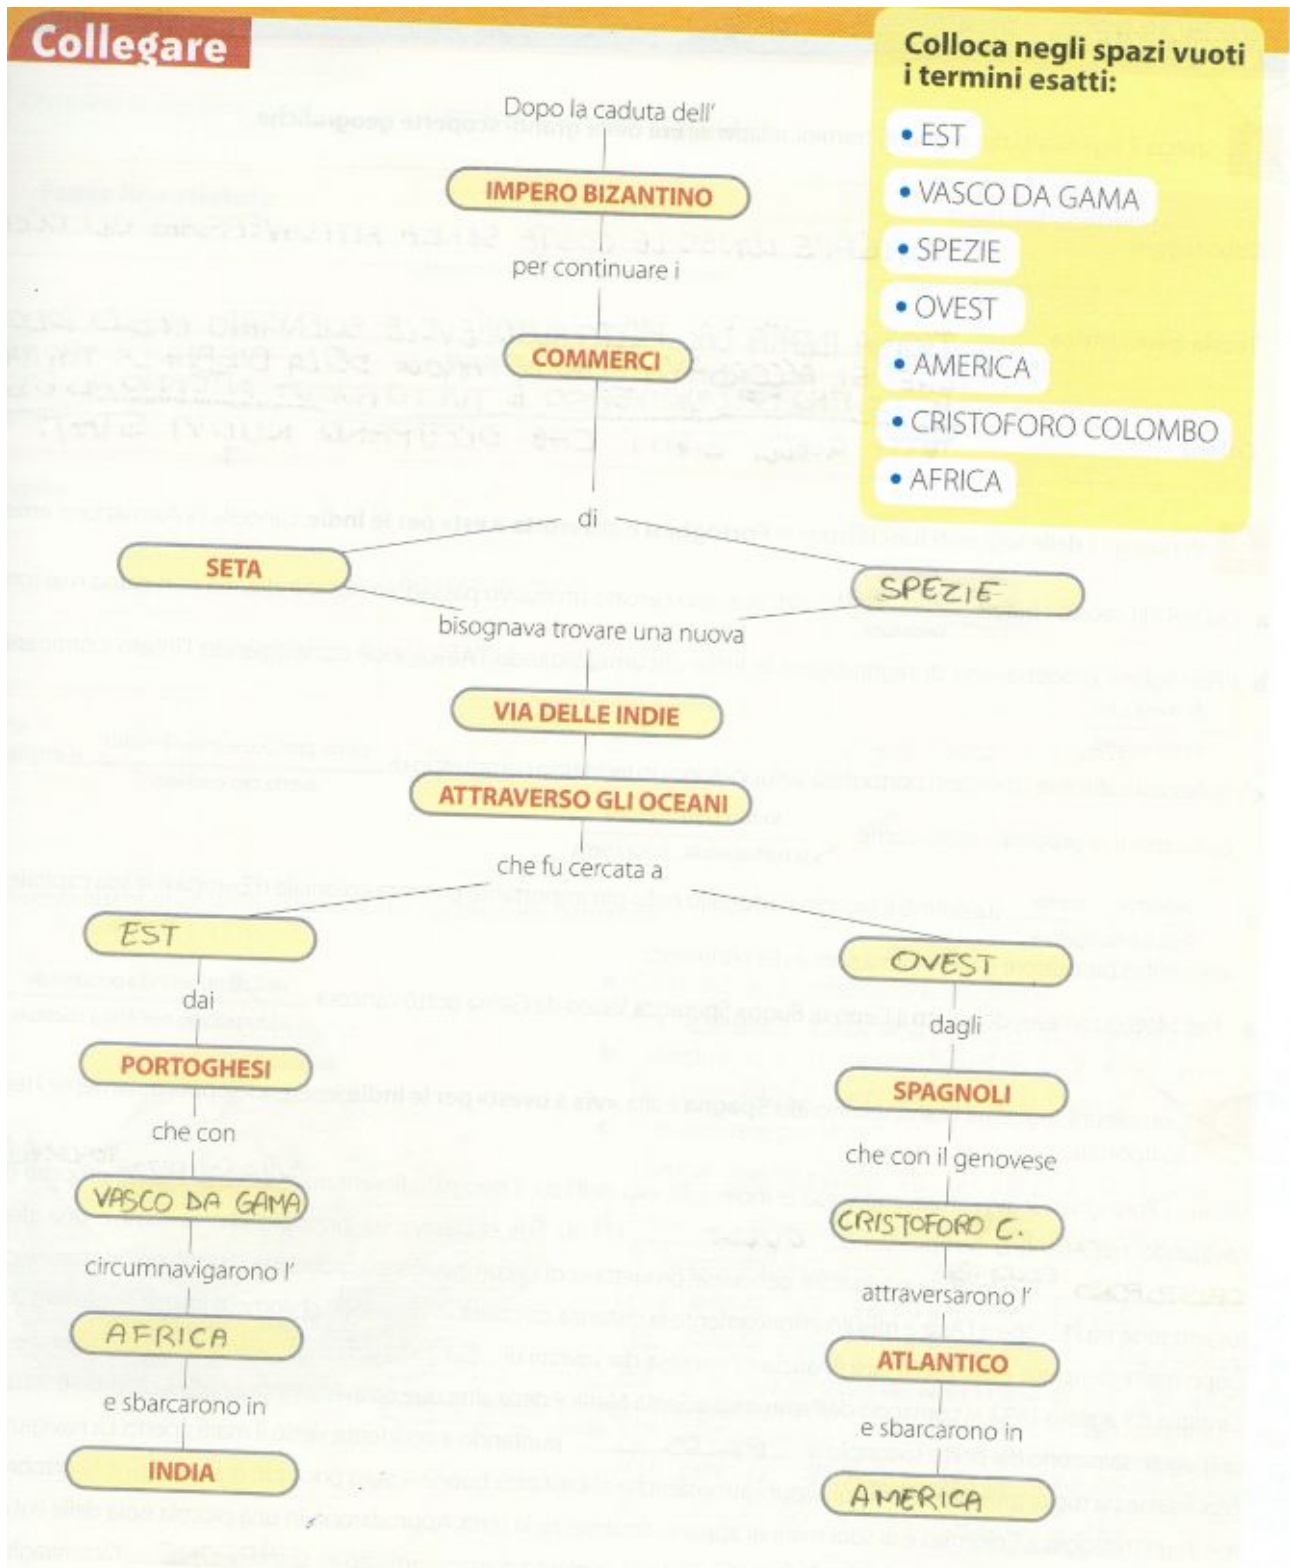 Collegare
Colloca negli spazi vuoti
i termini esatti:
• EST
• VASCO DA GAMA
• SPEZIE
• OVEST
• AMERICA
• CRISTOFORO COLOMBO
• AFRICA
Dopo la caduta dell'
IMPERO BIZANTINO
per continuare i
COMMERCI
di
SETA
SPEZIE
bisognava trovare una nuova
VIA DELLE INDIE
ATTRAVERSO GLI OCEANI
che fu cercata a
EST
dai
PORTOGHESI
che con
VASCO DA GAMA
circumnavigarono l'
AFRICA
e sbarcarono in
INDIA
OVEST
dagli
SPAGNOLI
che con il genovese
CRISTOFORO C.
attraversarono l'
ATLANTICO
e sbarcarono in
AMERICA